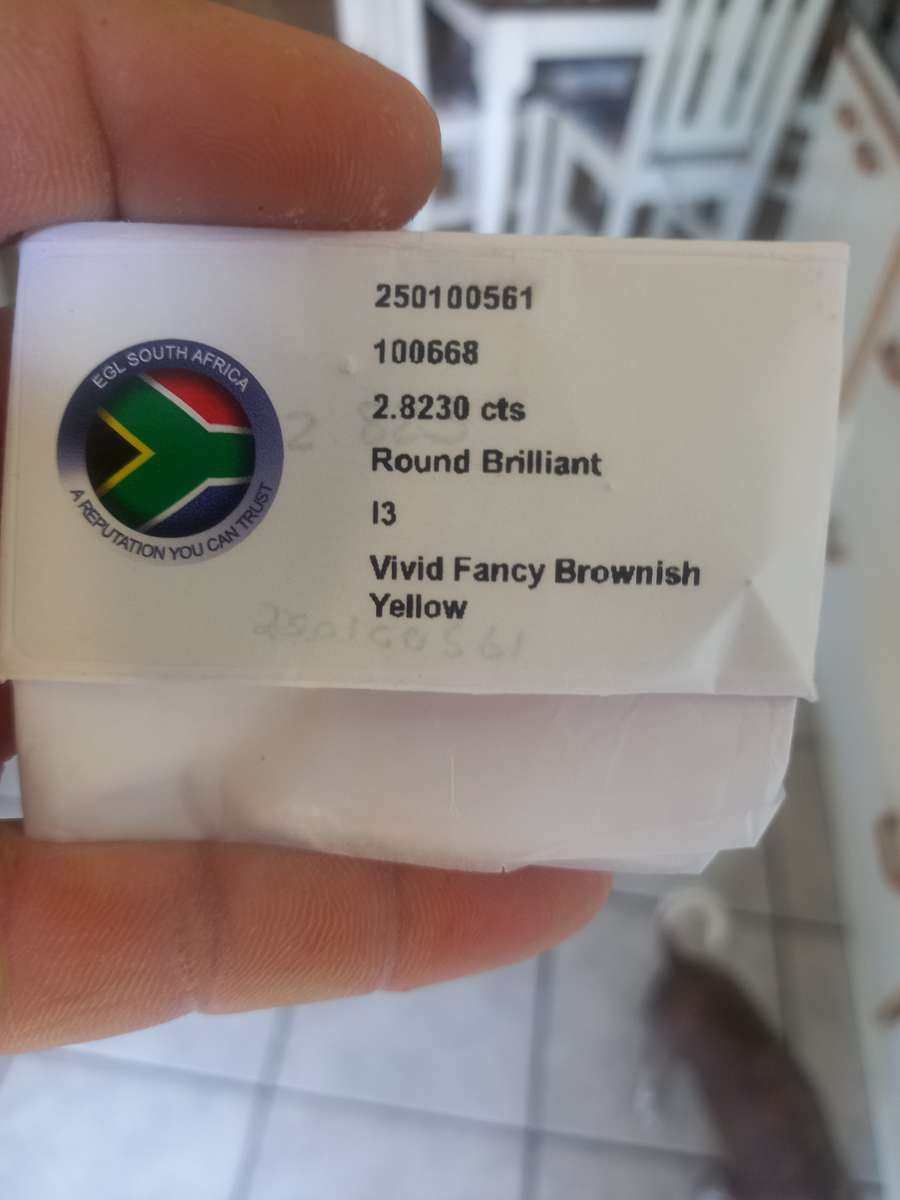 EGL SOUTH AFRICA
A REPUTATION YOU CAN TRUST
250100561
100668
2.8230 cts
Round Brilliant
I3
Vivid Fancy Brownish
Yellow
250100561